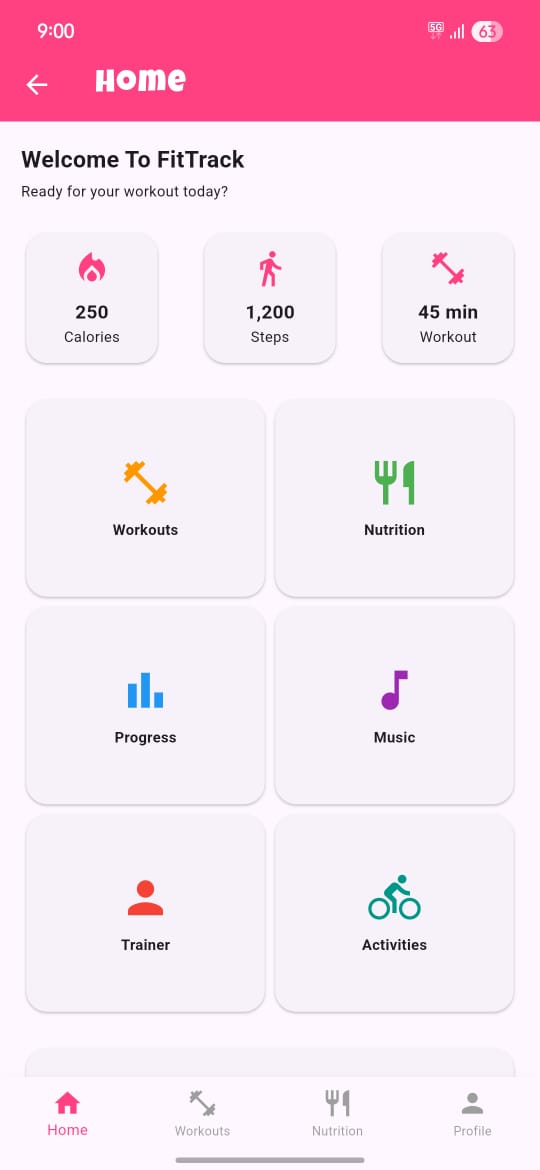 9:00
5G
63
Home
Welcome To FitTrack
Ready for your workout today?
250
Calories
1,200
Steps
45 min
Workout
Workouts
Nutrition
Progress
Music
Trainer
Activities
Home
Workouts
Nutrition
Profile